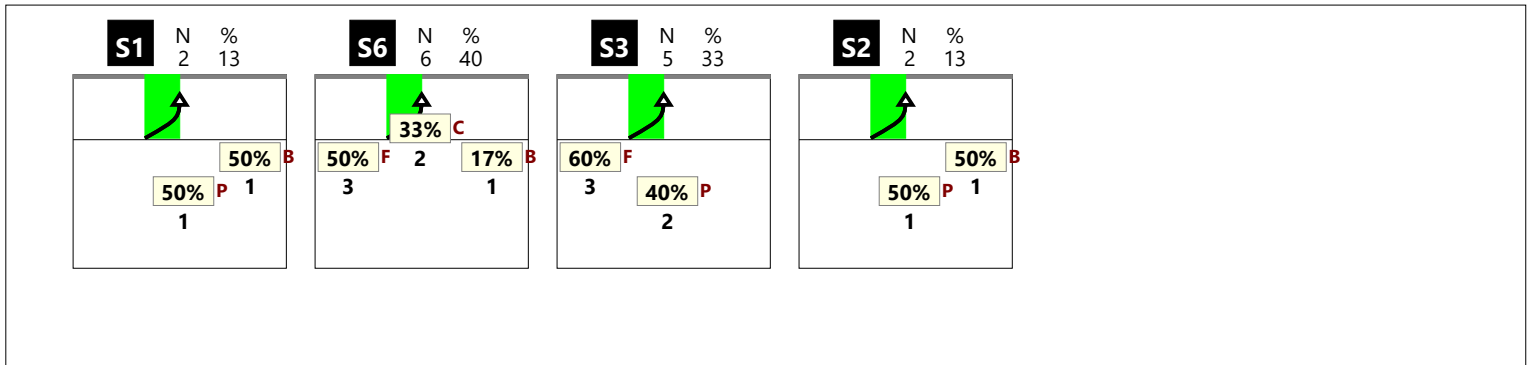 S1 N % 2 13
50% B
1
50% P
1
S6 N % 6 40
33% C
2
50% F
3
17% B
1
S3 N % 5 33
60% F
3
40% P
2
S2 N % 2 13
50% B
1
50% P
1